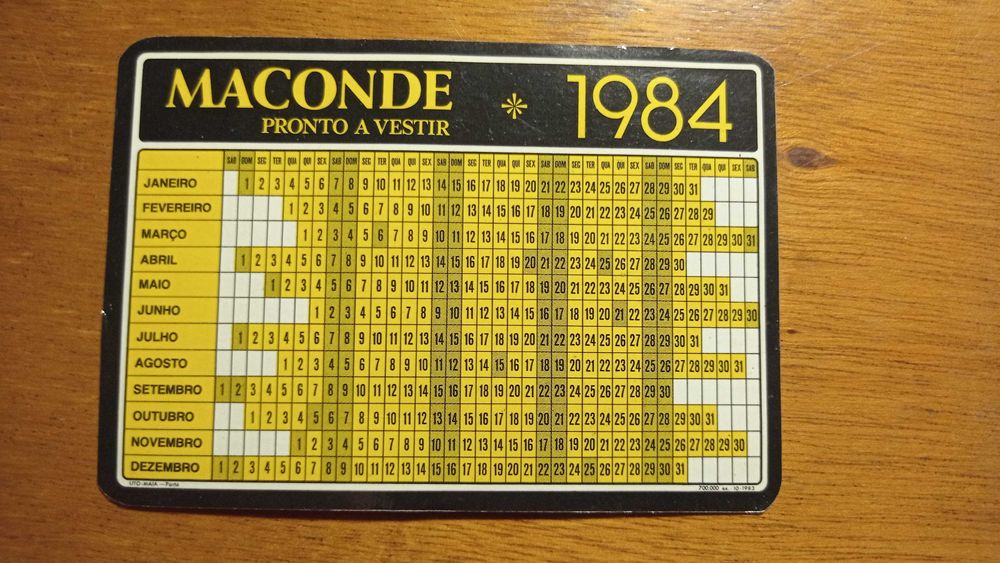 MACONDE * 1984
PRONTO A VESTIR
SAB DOM SEG TER QUA QUI SEX SAB DOM SEG TER QUA QUI SEX SAB DOM SEG TER QUA QUI SEX SAB DOM SEG TER QUA QUI SEX SAB DOM SEG TER QUA QUI SEX SAB
JANEIRO 1 2 3 4 5 6 7 8 9 10 11 12 13 14 15 16 17 18 19 20 21 22 23 24 25 26 27 28 29 30 31
FEVEREIRO 1 2 3 4 5 6 7 8 9 10 11 12 13 14 15 16 17 18 19 20 21 22 23 24 25 26 27 28 29
MARÇO 1 2 3 4 5 6 7 8 9 10 11 12 13 14 15 16 17 18 19 20 21 22 23 24 25 26 27 28 29 30 31
ABRIL 1 2 3 4 5 6 7 8 9 10 11 12 13 14 15 16 17 18 19 20 21 22 23 24 25 26 27 28 29 30
MAIO 1 2 3 4 5 6 7 8 9 10 11 12 13 14 15 16 17 18 19 20 21 22 23 24 25 26 27 28 29 30 31
JUNHO 1 2 3 4 5 6 7 8 9 10 11 12 13 14 15 16 17 18 19 20 21 22 23 24 25 26 27 28 29 30
JULHO 1 2 3 4 5 6 7 8 9 10 11 12 13 14 15 16 17 18 19 20 21 22 23 24 25 26 27 28 29 30 31
AGOSTO 1 2 3 4 5 6 7 8 9 10 11 12 13 14 15 16 17 18 19 20 21 22 23 24 25 26 27 28 29 30 31
SETEMBRO 1 2 3 4 5 6 7 8 9 10 11 12 13 14 15 16 17 18 19 20 21 22 23 24 25 26 27 28 29 30
OUTUBRO 1 2 3 4 5 6 7 8 9 10 11 12 13 14 15 16 17 18 19 20 21 22 23 24 25 26 27 28 29 30 31
NOVEMBRO 1 2 3 4 5 6 7 8 9 10 11 12 13 14 15 16 17 18 19 20 21 22 23 24 25 26 27 28 29 30
DEZEMBRO 1 2 3 4 5 6 7 8 9 10 11 12 13 14 15 16 17 18 19 20 21 22 23 24 25 26 27 28 29 30 31
LITO-MAIA — Porto 700.000 ex. 10-1983